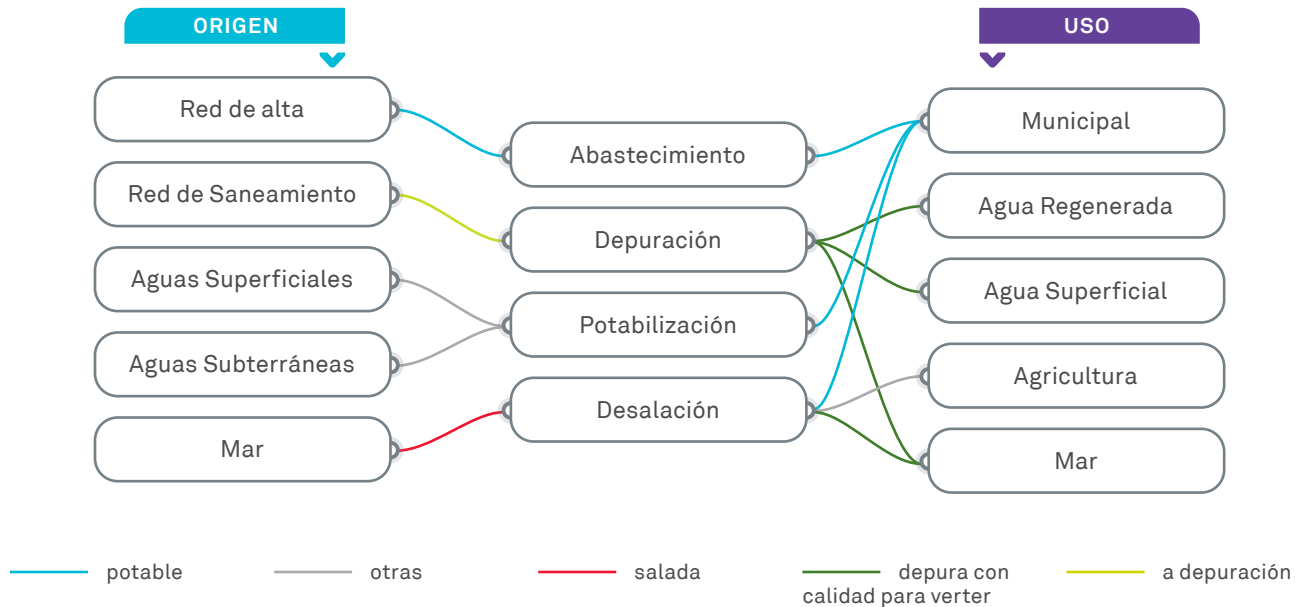 ORIGEN
USO
Red de alta
Red de Saneamiento
Aguas Superficiales
Aguas Subterráneas
Mar
Abastecimiento
Depuración
Potabilización
Desalación
Municipal
Agua Regenerada
Agua Superficial
Agricultura
Mar
potable
otras
salada
depura con
calidad para verter
a depuración